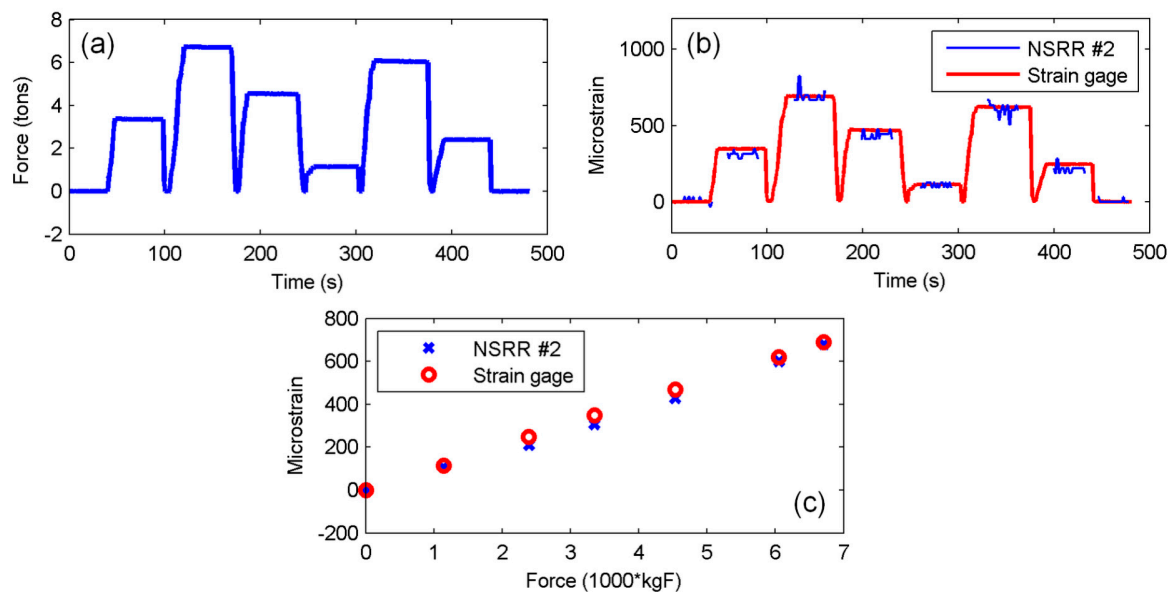 (a)
Force (tons)
8
6
4
2
0
-2
0 100 200 300 400 500
Time (s)
(b)
NSRR #2
Strain gage
Microstrain
1000
500
0
0 100 200 300 400 500
Time (s)
NSRR #2
Strain gage
Microstrain
800
600
400
200
0
-200
(c)
0 1 2 3 4 5 6 7
Force (1000*kgF)